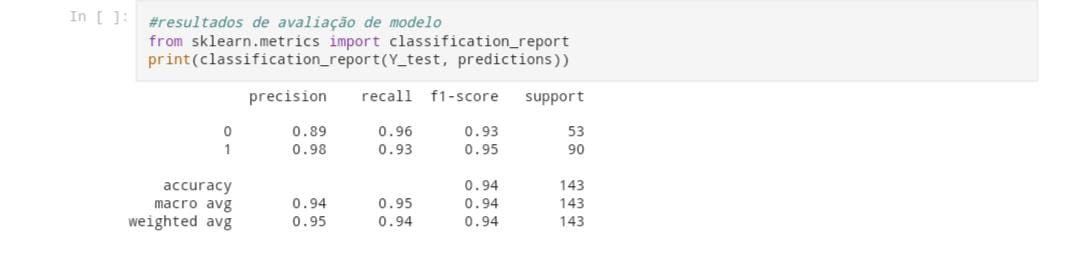 In [ ]:
#resultados de avaliação de modelo
from sklearn.metrics import classification_report
print(classification_report(Y_test, predictions))
precision recall f1-score support
0 0.89 0.96 0.93 53
1 0.98 0.93 0.95 90
accuracy 0.94 143
macro avg 0.94 0.95 0.94 143
weighted avg 0.95 0.94 0.94 143